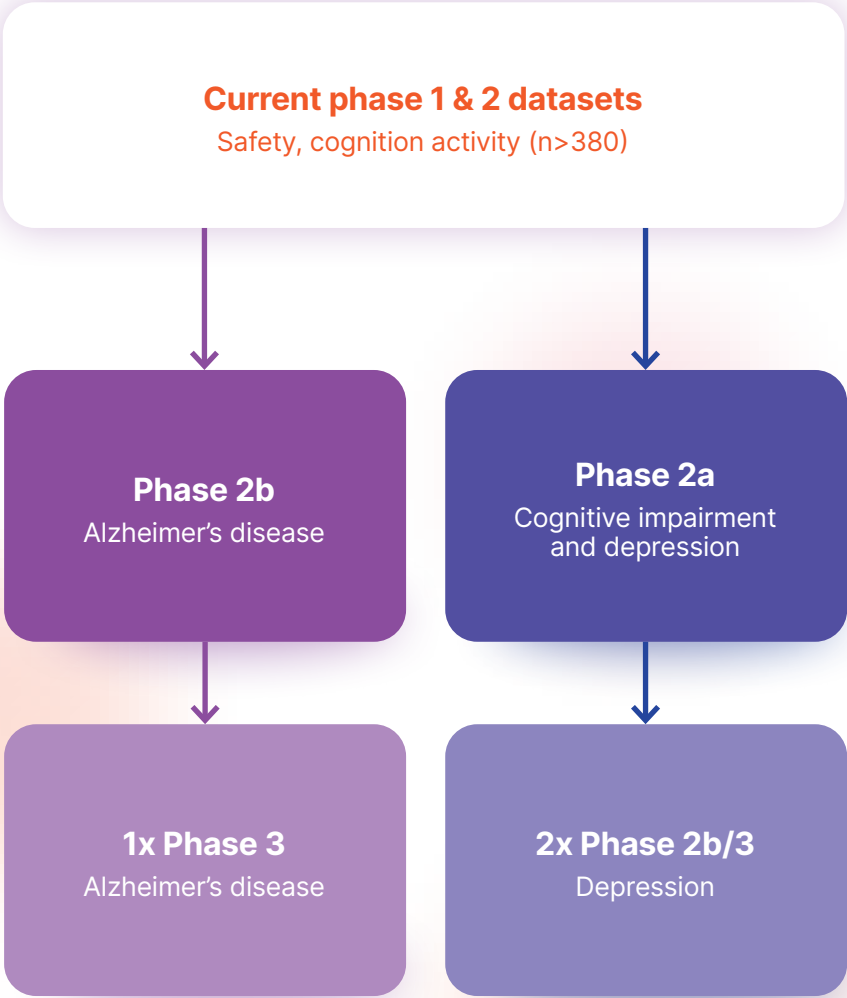 Current phase 1 & 2 datasets
Safety, cognition activity (n>380)
Phase 2b
Alzheimer’s disease
Phase 2a
Cognitive impairment
and depression
1x Phase 3
Alzheimer’s disease
2x Phase 2b/3
Depression